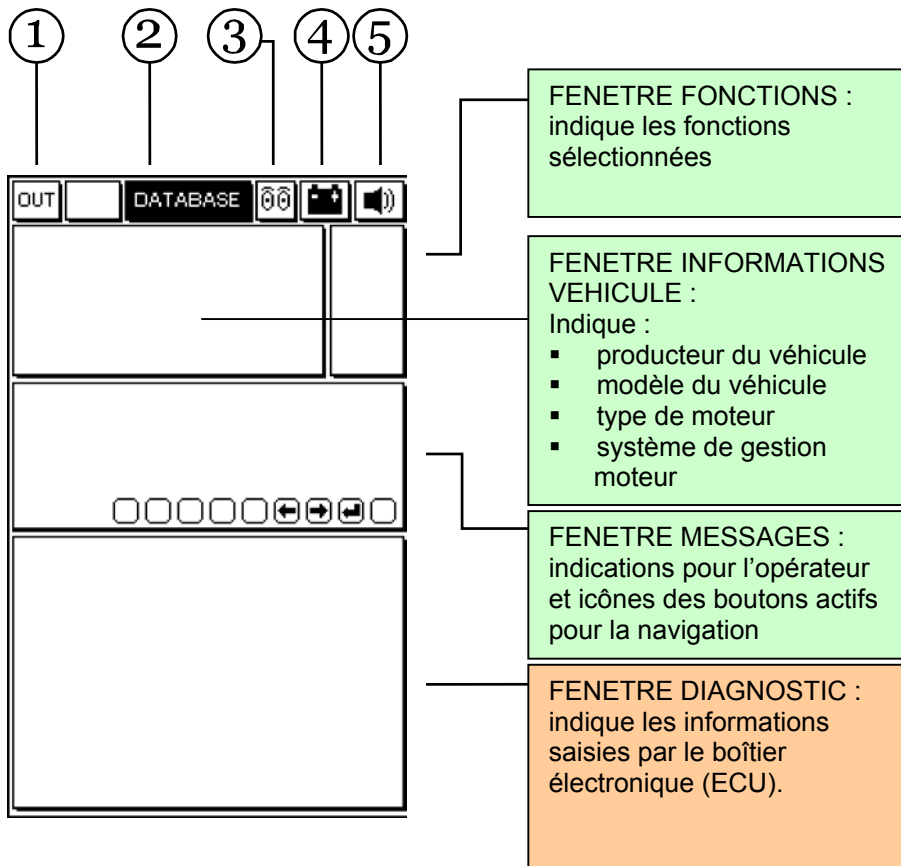 1 2 3 4 5
OUT DATABASE
FENETRE FONCTIONS :
indique les fonctions
sélectionnées
FENETRE INFORMATIONS
VEHICULE :
Indique :
▪ producteur du véhicule
▪ modèle du véhicule
▪ type de moteur
▪ système de gestion
moteur
FENETRE MESSAGES :
indications pour l’opérateur
et icônes des boutons actifs
pour la navigation
FENETRE DIAGNOSTIC :
indique les informations
saisies par le boîtier
électronique (ECU).